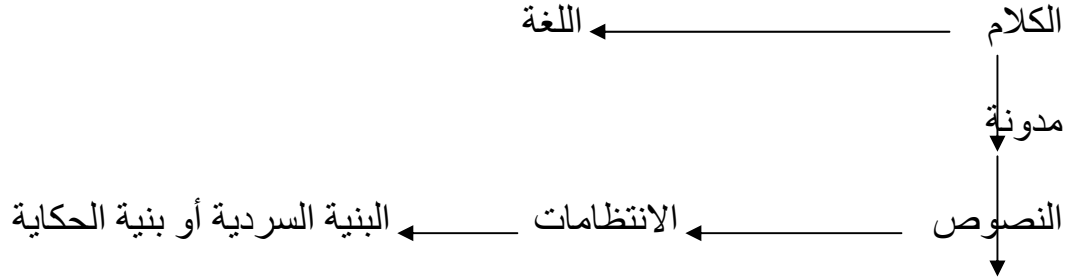 الكلام اللغة
مدونة
النصوص الانتظامات البنية السردية أو بنية الحكاية